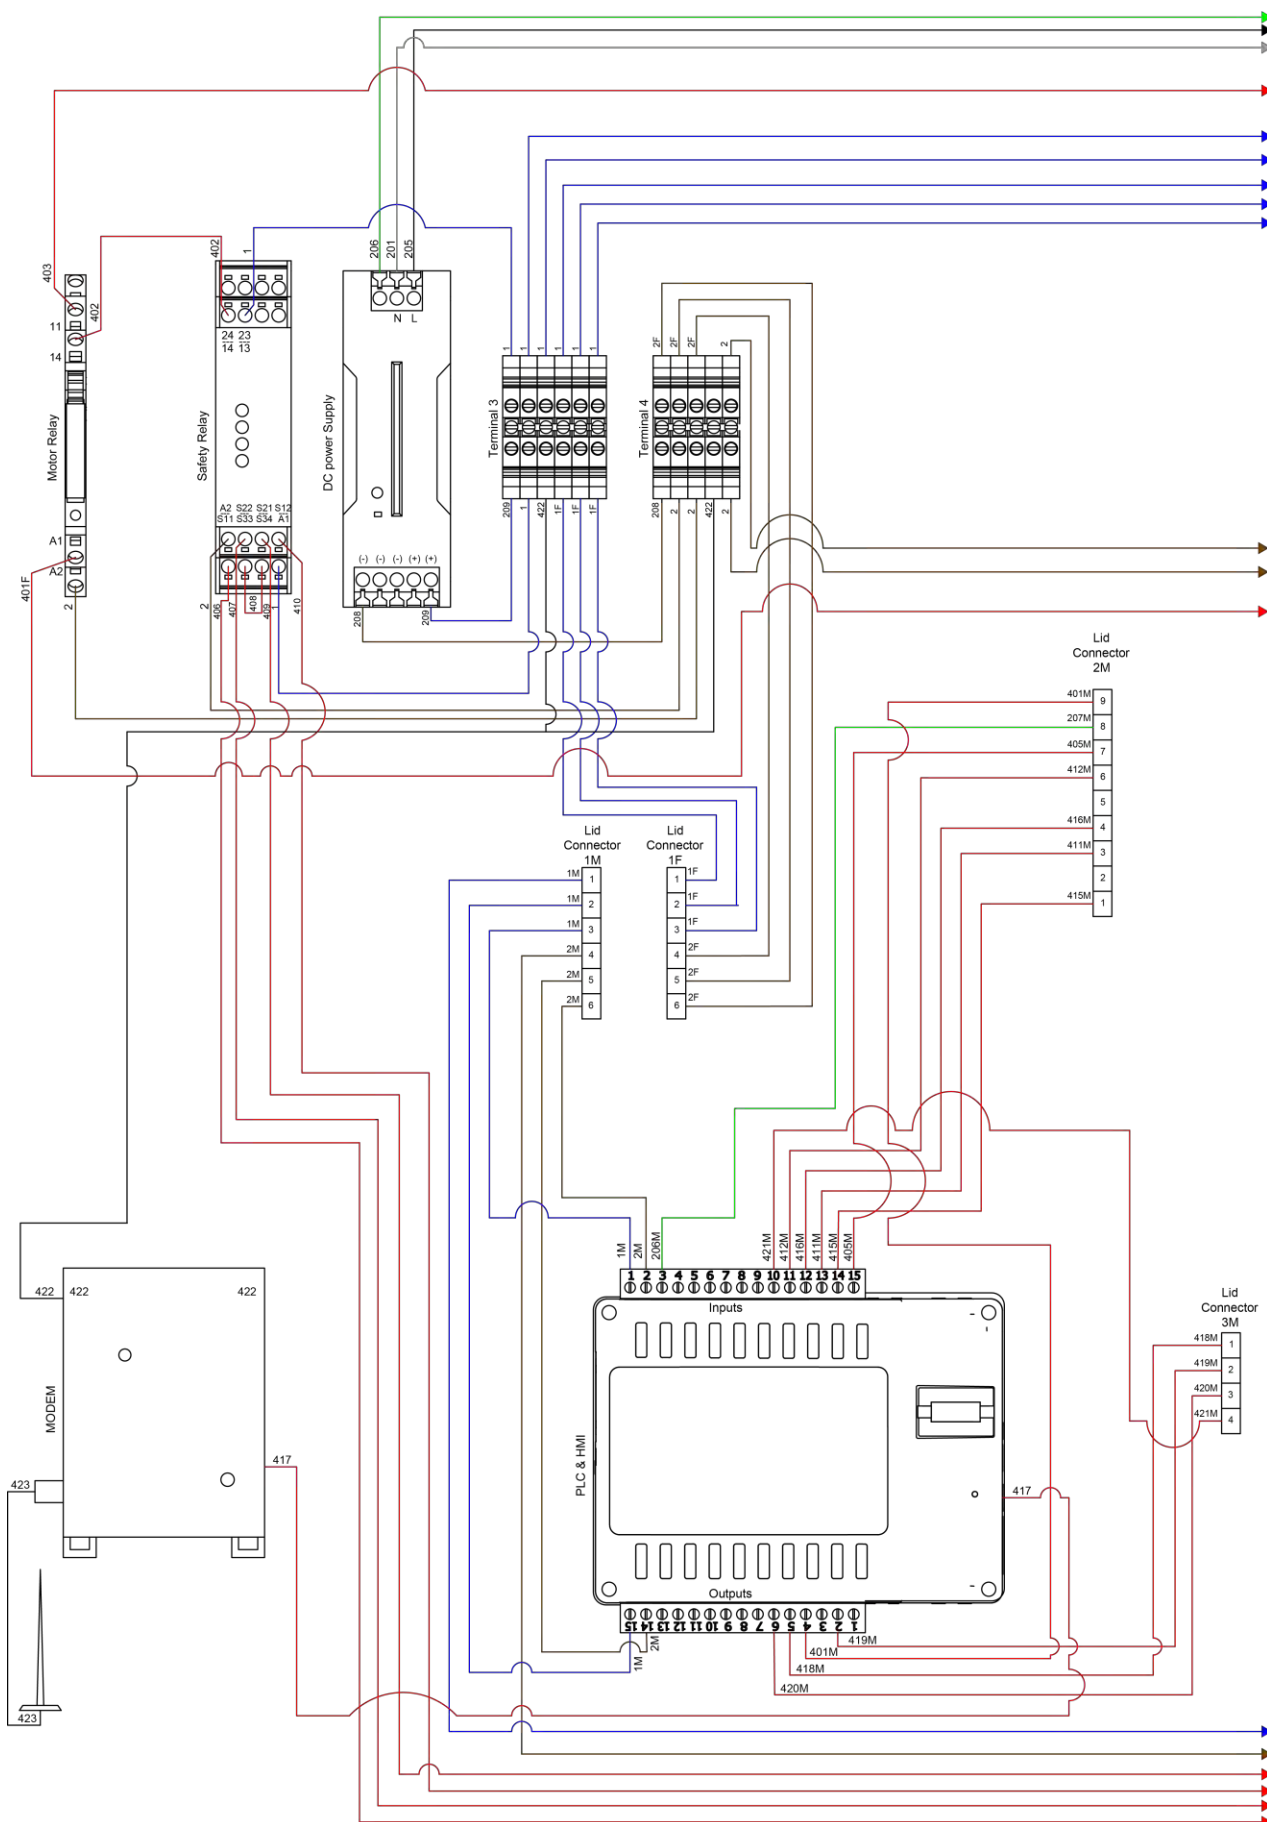 206
201
205
N L
403
402
11
14
Motor Relay
A1
A2
401F
2
402
1
24 23
14 13
Safety Relay
A2 S22 S21 S12
S11 S33 S34 A1
2
406
407
408
409
1
410
DC power Supply
(-) (-) (-) (+) (+)
208
209
1
1
1
1
1
1
Terminal 3
209
1
422
1F
1F
1F
2F
2F
2F
2
Terminal 4
208
2
2
422
2
Lid
Connector
2M
401M 9
207M 8
405M 7
412M 6
5
416M 4
411M 3
2
415M 1
Lid
Connector
1M
1M 1
1M 2
1M 3
2M 4
2M 5
2M 6
Lid
Connector
1F
1 1F
2 1F
3 1F
4 2F
5 2F
6 2F
1M
2M
206M
421M
412M
416M
411M
415M
405M
1 2 3 4 5 6 7 8 9 10 11 12 13 14 15
Inputs
PLC & HMI
417
Outputs
15 14 13 12 11 10 9 8 7 6 5 4 3 2 1
1M
2M
419M
401M
418M
420M
Lid
Connector
3M
418M 1
419M 2
420M 3
421M 4
422 422 422
MODEM
417
423
423